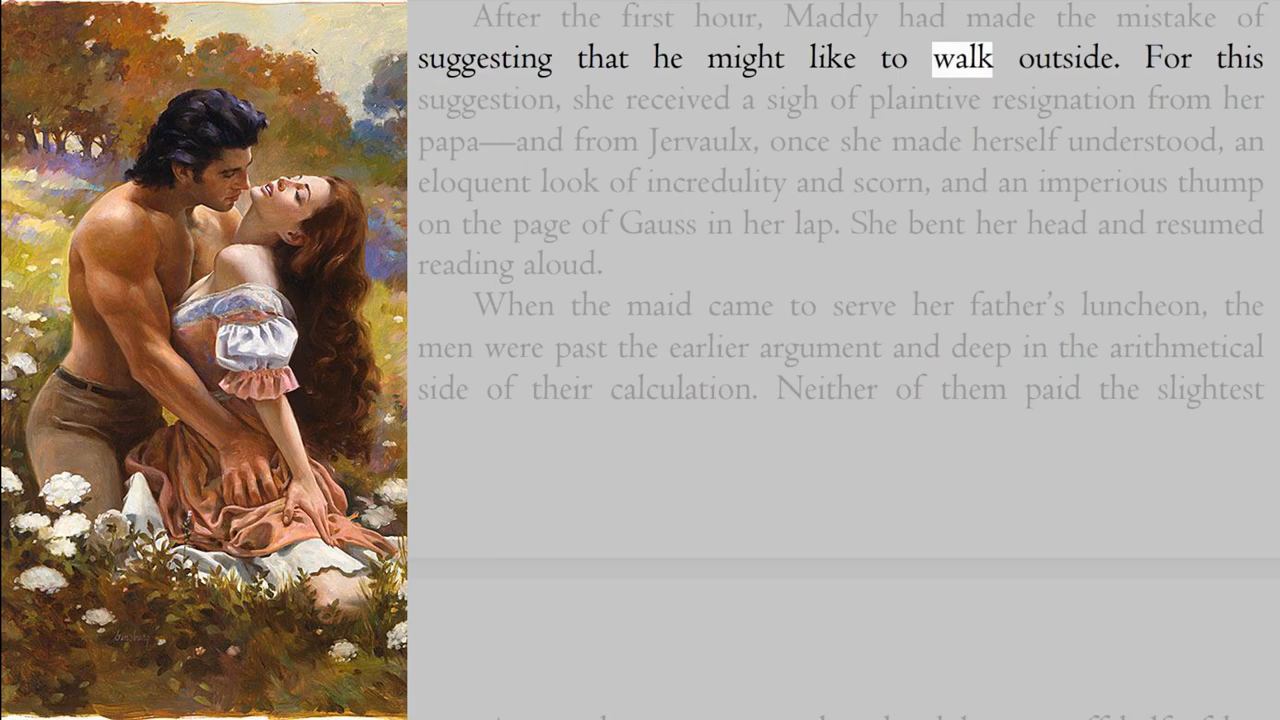 After the first hour, Maddy had made the mistake of
suggesting that he might like to walk outside. For this
suggestion, she received a sigh of plaintive resignation from her
papa—and from Jervaulx, once she made herself understood, an
eloquent look of incredulity and scorn, and an imperious thump
on the page of Gauss in her lap. She bent her head and resumed
reading aloud.
When the maid came to serve her father's luncheon, the
men were past the earlier argument and deep in the arithmetical
side of their calculation. Neither of them paid the slightest